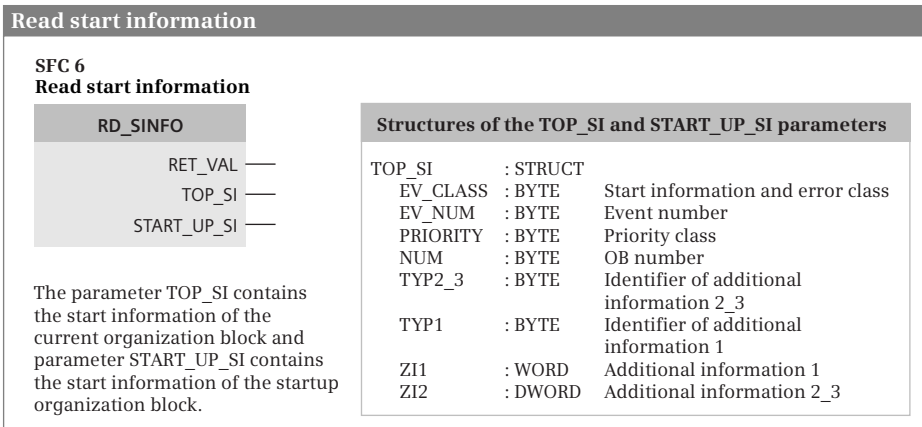 Read start information
SFC 6
Read start information
RD_SINFO
RET_VAL
TOP_SI
START_UP_SI
The parameter TOP_SI contains
the start information of the
current organization block and
parameter START_UP_SI contains
the start information of the startup
organization block.
Structures of the TOP_SI and START_UP_SI parameters
TOP_SI : STRUCT
EV_CLASS : BYTE Start information and error class
EV_NUM : BYTE Event number
PRIORITY : BYTE Priority class
NUM : BYTE OB number
TYP2_3 : BYTE Identifier of additional
information 2_3
TYP1 : BYTE Identifier of additional
information 1
ZI1 : WORD Additional information 1
ZI2 : DWORD Additional information 2_3